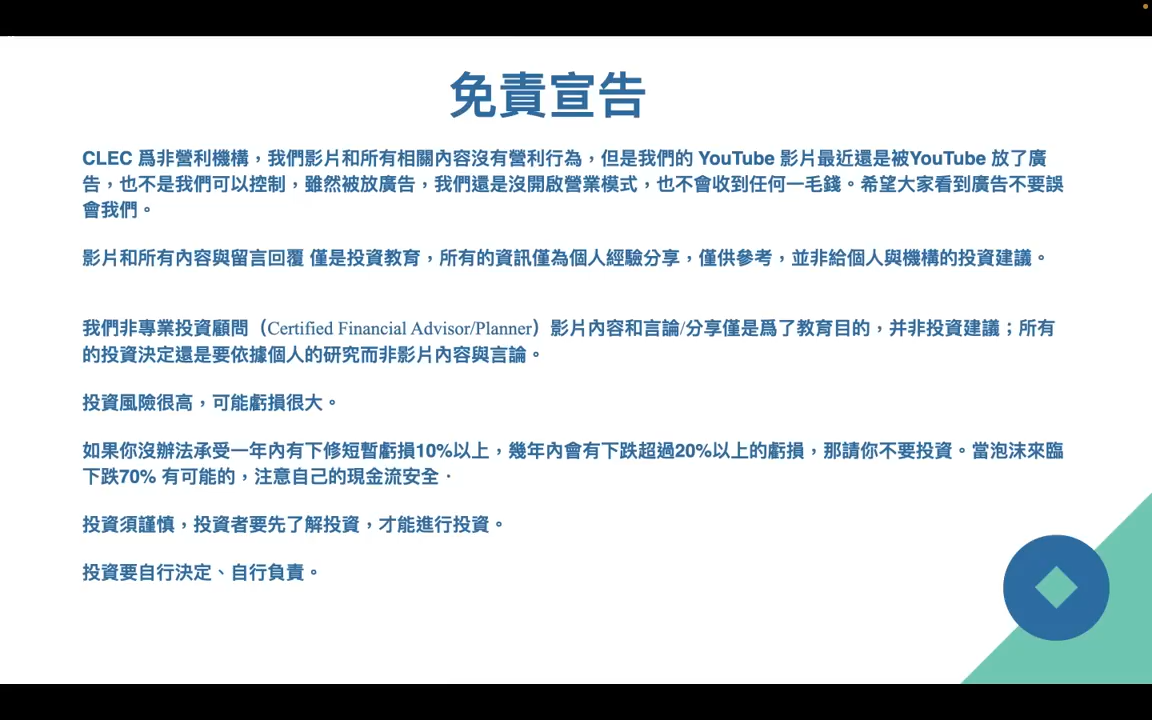 免責宣告
CLEC 爲非營利機構，我們影片和所有相關內容沒有營利行為，但是我們的 YouTube 影片最近還是被YouTube 放了廣
告，也不是我們可以控制，雖然被放廣告，我們還是沒開啟營業模式，也不會收到任何一毛錢。希望大家看到廣告不要誤
會我們。
影片和所有內容與留言回覆 僅是投資教育，所有的資訊僅為個人經驗分享，僅供參考，並非給個人與機構的投資建議。
我們非專業投資顧問（Certified Financial Advisor/Planner）影片內容和言論/分享僅是爲了教育目的，并非投資建議；所有
的投資決定還是要依據個人的研究而非影片內容與言論。
投資風險很高，可能虧損很大。
如果你沒辦法承受一年內有下修短暫虧損10%以上，幾年內會有下跌超過20%以上的虧損，那請你不要投資。當泡沫來臨
下跌70% 有可能的，注意自己的現金流安全．
投資須謹慎，投資者要先了解投資，才能進行投資。
投資要自行決定、自行負責。